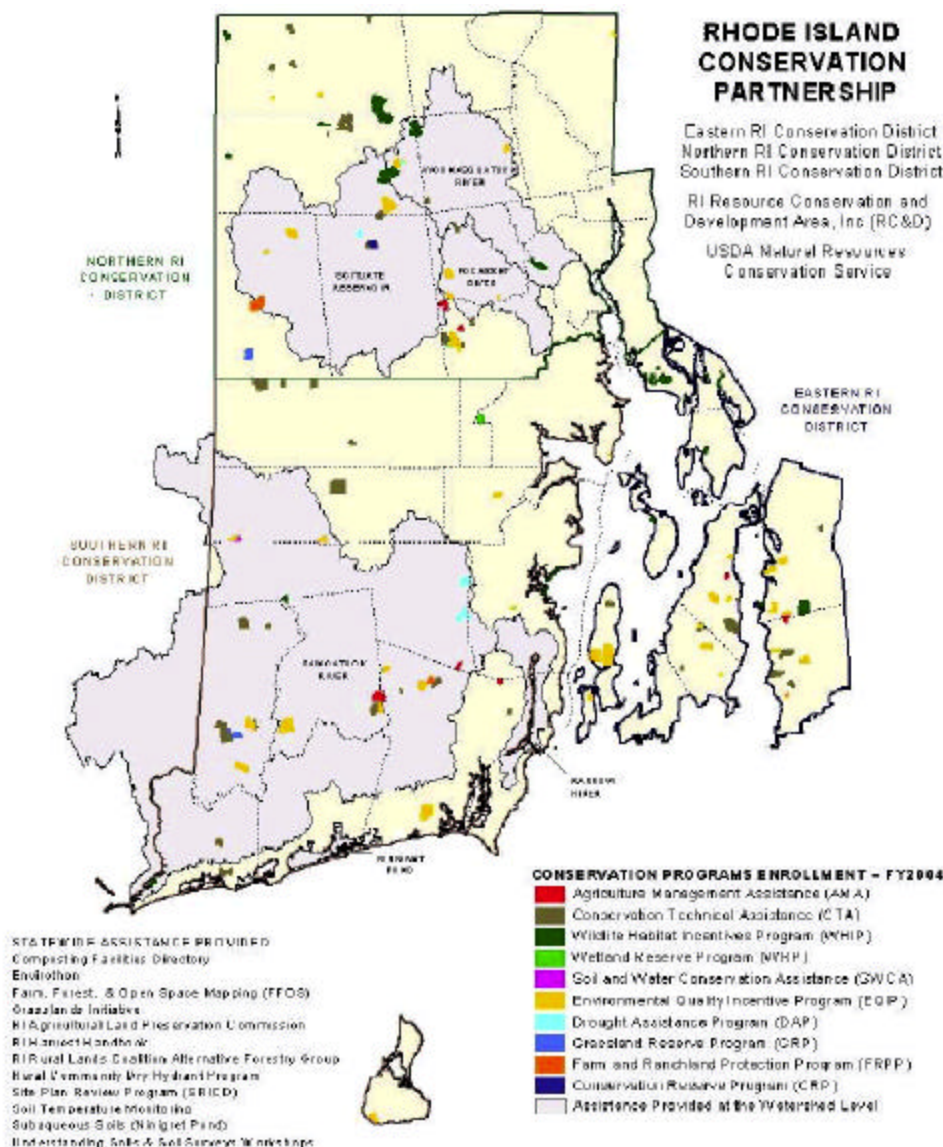 RHODE ISLAND
CONSERVATION
PARTNERSHIP
Eastern RI Conservation District
Northern RI Conservation District
Southern RI Conservation District
RI Resource Conservation and
Development Area, Inc (RC&D)
USDA Natural Resources
Conservation Service
RIVER
NORTHERN RI
CONSERVATION
DISTRICT
RESERVOIR
RIVER
EASTERN RI
CONSERVATION
DISTRICT
SOUTHERN RI
CONSERVATION
DISTRICT
RIVER
NARROW
RIVER
POND
CONSERVATION PROGRAMS ENROLLMENT - FY2004
Agriculture Management Assistance (AMA)
Conservation Technical Assistance (CTA)
Wildlife Habitat Incentives Program (WHIP)
Wetland Reserve Program (WRP)
Soil and Water Conservation Assistance (SWCA)
Environmental Quality Incentive Program (EQIP)
Drought Assistance Program (DAP)
Grassland Reserve Program (GRP)
Farm and Ranchland Protection Program (FRPP)
Conservation Reserve Program (CRP)
Assistance Provided at the Watershed Level
STATEWIDE ASSISTANCE PROVIDED
Composting Facilities Directory
Envirothon
Farm, Forest, & Open Space Mapping (FFOS)
Grasslands Initiative
RI Agricultural Land Preservation Commission
RI Harvest Handbook
RI Rural Lands Coalition Alternative Forestry Group
Rural Community Dry Hydrant Program
Site Plan Review Program (SRICD)
Soil Temperature Monitoring
Subaqueous Soils (Ninigret Pond)
Understanding Soils & Soil Surveys Workshops